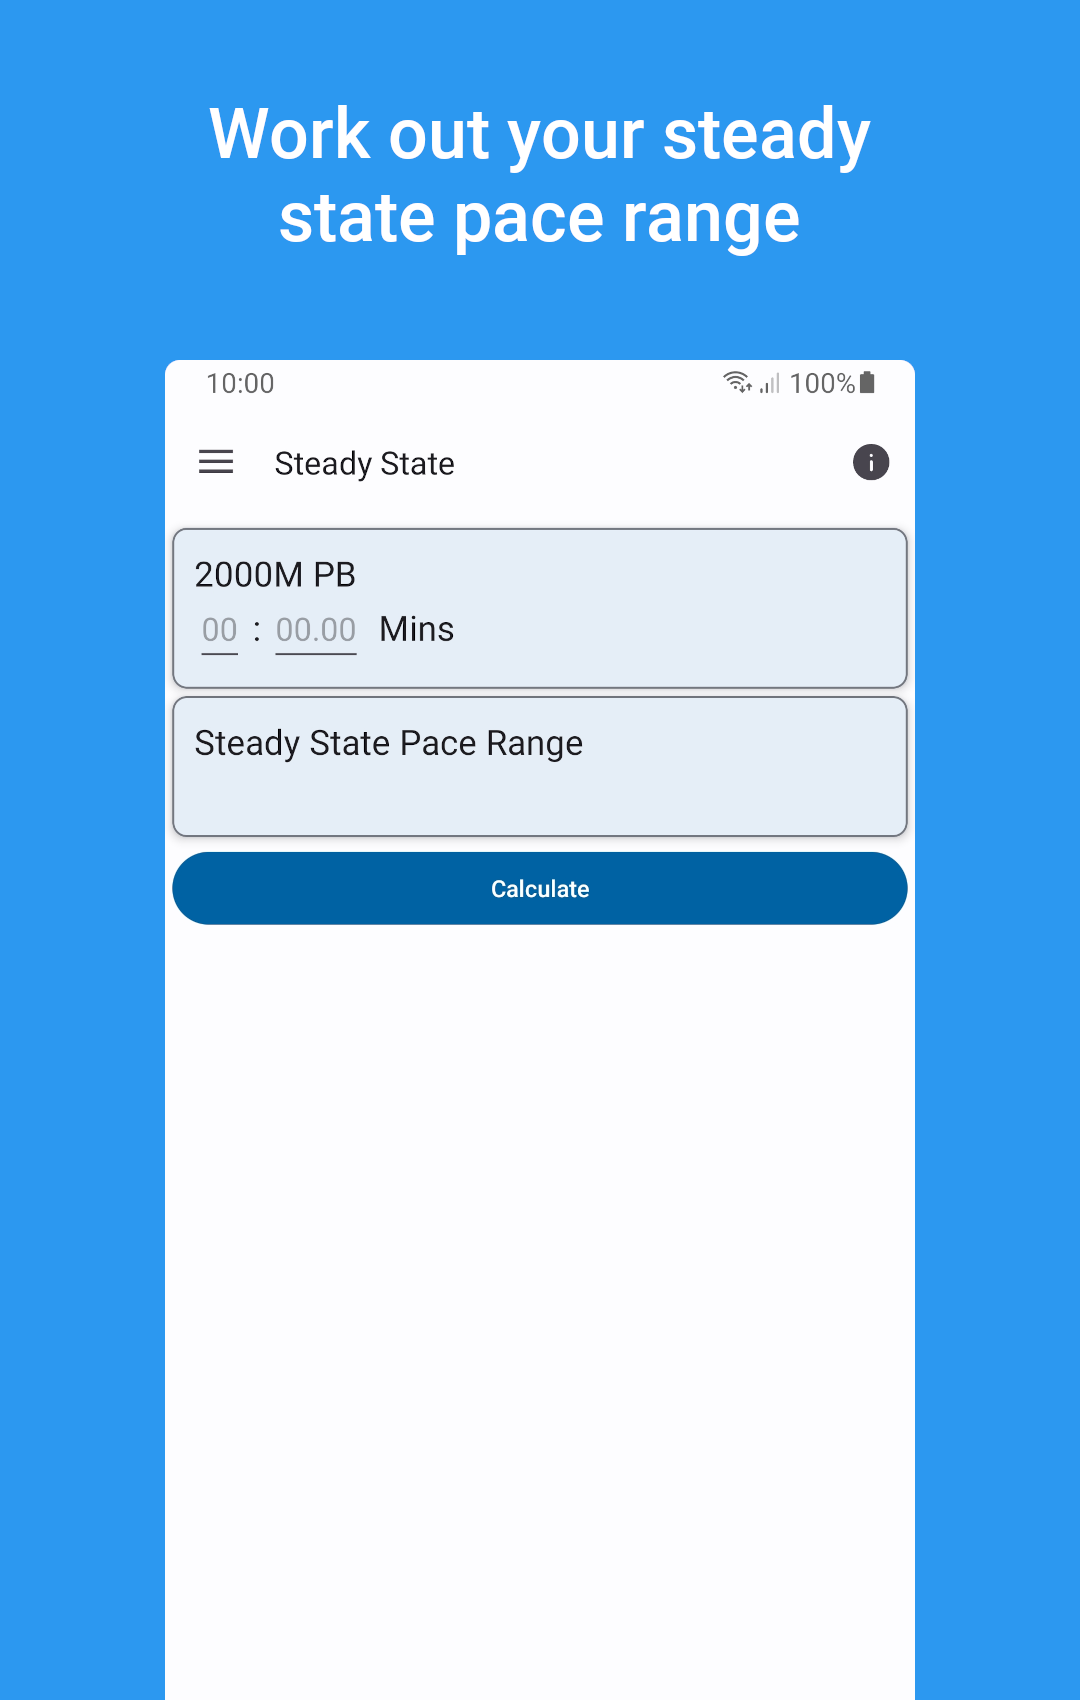 Work out your steady
state pace range
10:00 100%
Steady State
2000M PB
00 : 00.00 Mins
Steady State Pace Range
Calculate